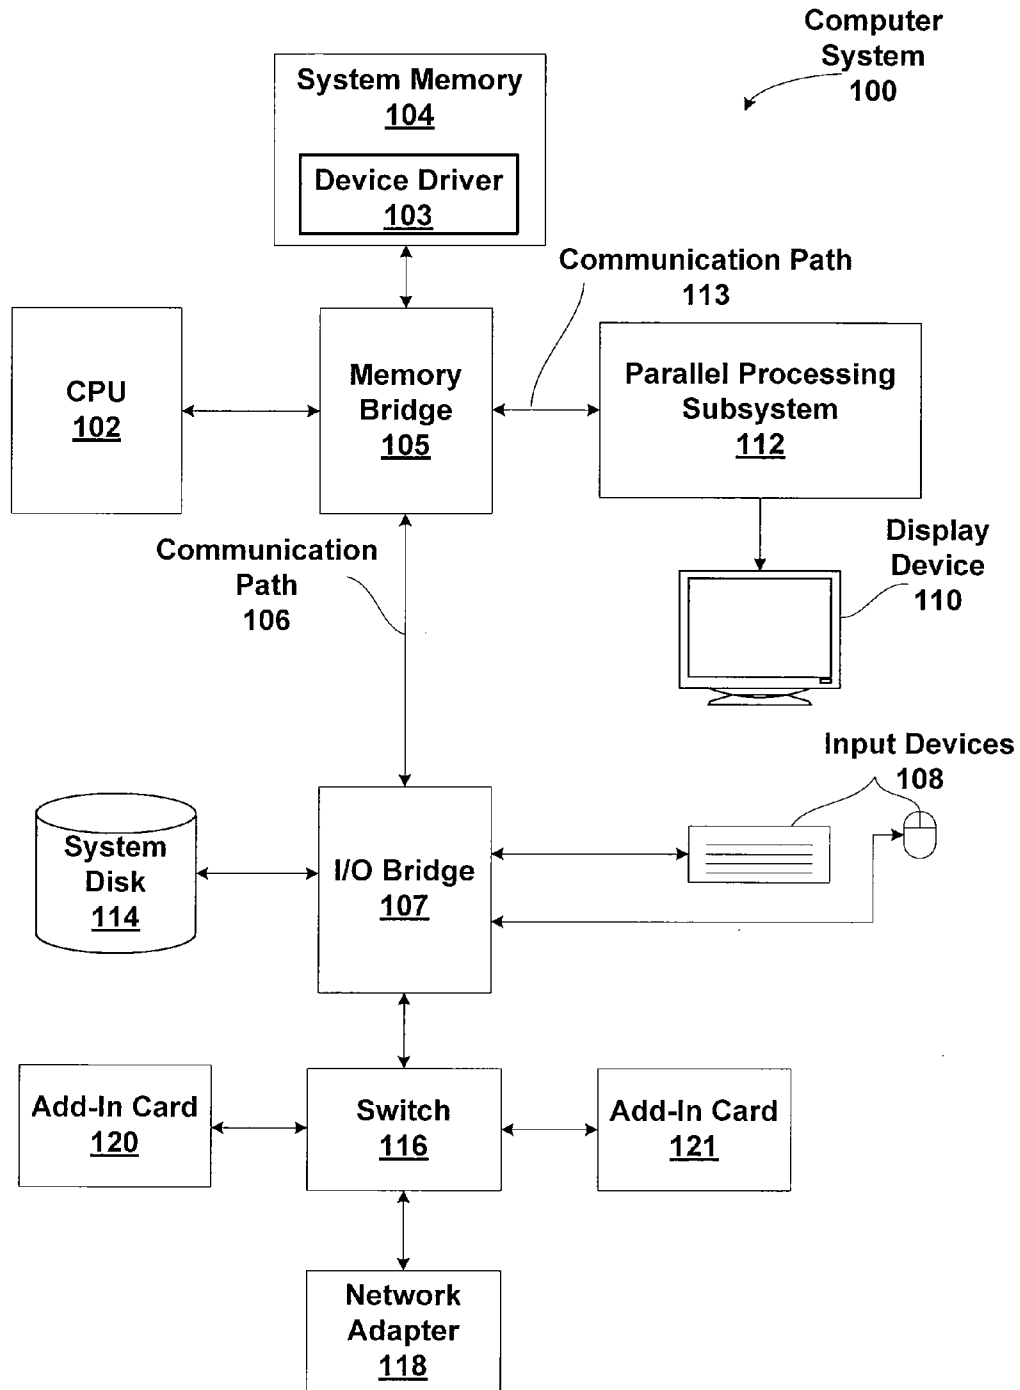 Computer
System
100
System Memory
104
Device Driver
103
Communication Path
113
CPU
102
Memory
Bridge
105
Parallel Processing
Subsystem
112
Communication
Path
106
Display
Device
110
Input Devices
108
System
Disk
114
I/O Bridge
107
Add-In Card
120
Switch
116
Add-In Card
121
Network
Adapter
118